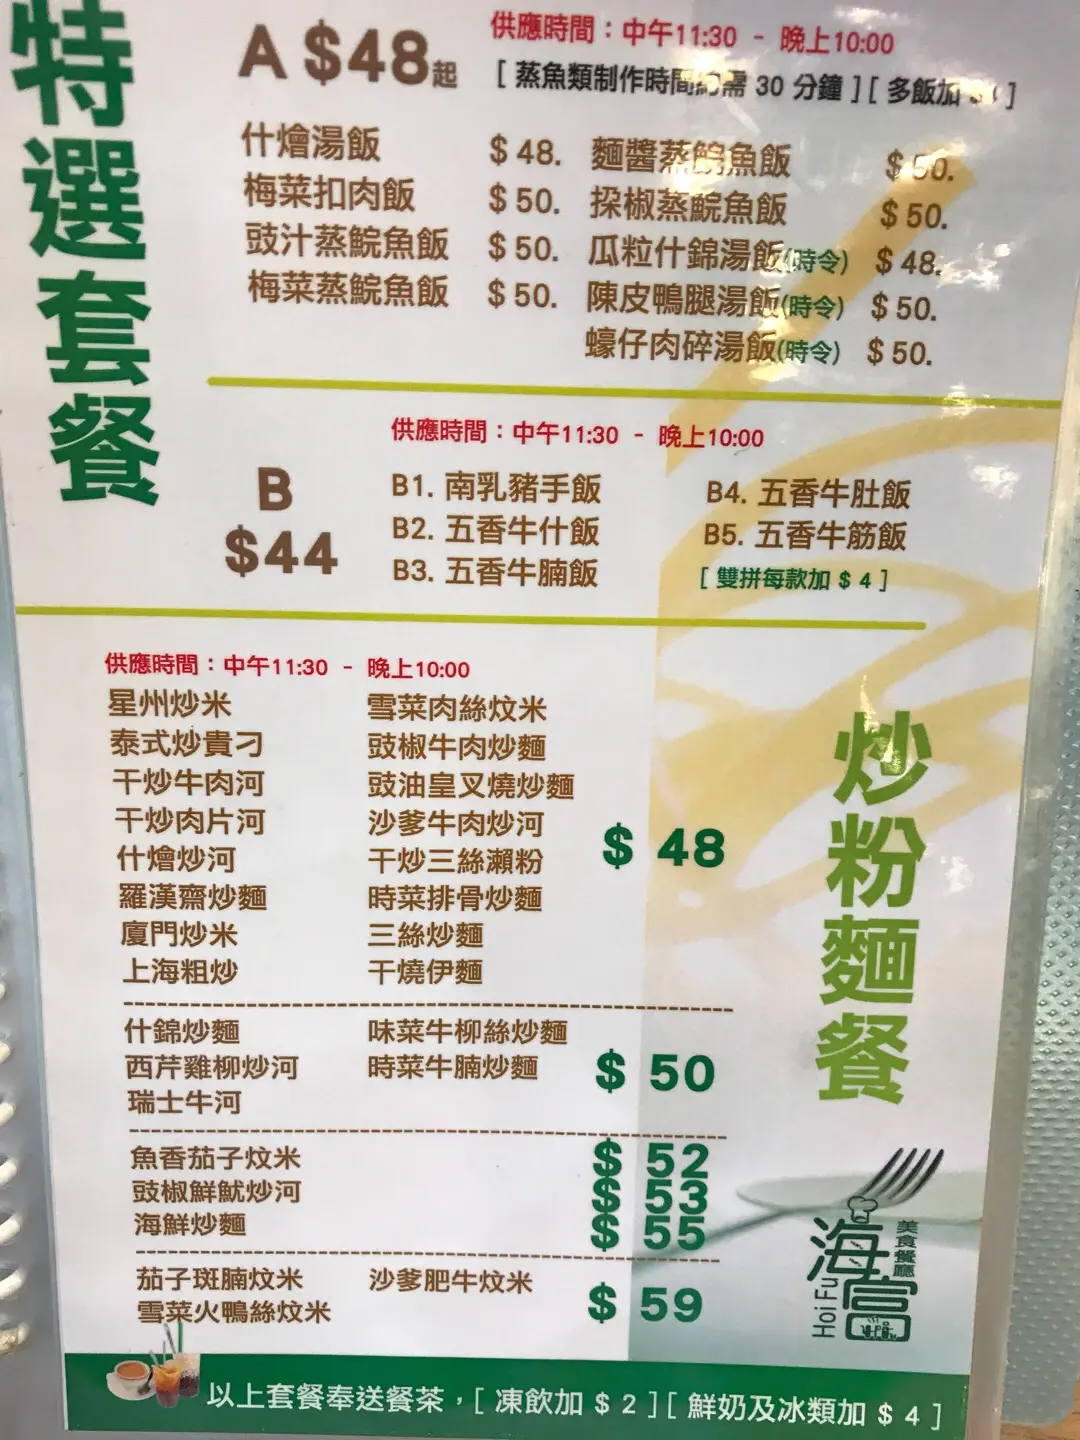 特選套餐
A $48起
供應時間：中午11:30 - 晚上10:00
[ 蒸魚類制作時間約需 30 分鐘 ] [ 多飯加 ]
什燴湯飯 $ 48.
梅菜扣肉飯 $ 50.
豉汁蒸鯇魚飯 $ 50.
梅菜蒸鯇魚飯 $ 50.
麵醬蒸鯇魚飯 $ 50.
採椒蒸鯇魚飯 $ 50.
瓜粒什錦湯飯(時令) $ 48.
陳皮鴨腿湯飯(時令) $ 50.
蠔仔肉碎湯飯(時令) $ 50.
供應時間：中午11:30 - 晚上10:00
B
$44
B1. 南乳豬手飯
B2. 五香牛什飯
B3. 五香牛腩飯
B4. 五香牛肚飯
B5. 五香牛筋飯
[ 雙拼每款加 $ 4 ]
炒粉麵餐
供應時間：中午11:30 - 晚上10:00
星州炒米 雪菜肉絲炆米
泰式炒貴刁 豉椒牛肉炒麵
干炒牛肉河 豉油皇叉燒炒麵
干炒肉片河 沙爹牛肉炒河
什燴炒河 干炒三絲瀨粉
羅漢齋炒麵 時菜排骨炒麵
廈門炒米 三絲炒麵
上海粗炒 干燒伊麵
$ 48
什錦炒麵 味菜牛柳絲炒麵
西芹雞柳炒河 時菜牛腩炒麵
瑞士牛河
$ 50
魚香茄子炆米 $ 52
豉椒鮮魷炒河 $ 53
海鮮炒麵 $ 55
茄子斑腩炆米 沙爹肥牛炆米
雪菜火鴨絲炆米
$ 59
海富
美食餐廳
Hoi Fu
以上套餐奉送餐茶，[ 凍飲加 $ 2 ] [ 鮮奶及冰類加 $ 4 ]